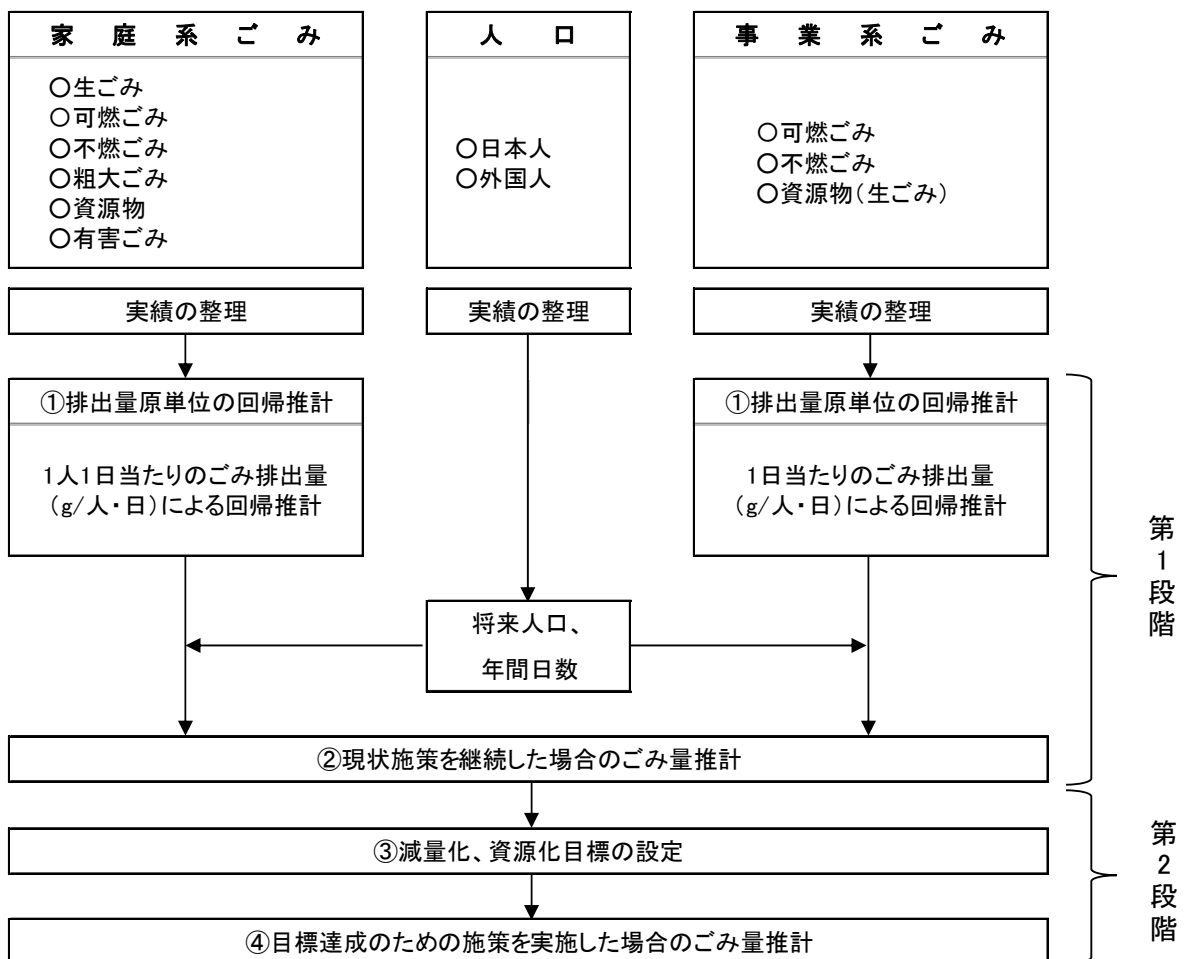 家庭系ごみ
○生ごみ
○可燃ごみ
○不燃ごみ
○粗大ごみ
○資源物
○有害ごみ
人口
○日本人
○外国人
事業系ごみ
○可燃ごみ
○不燃ごみ
○資源物(生ごみ)
実績の整理
実績の整理
実績の整理
①排出量原単位の回帰推計
1人1日当たりのごみ排出量
(g/人・日)による回帰推計
①排出量原単位の回帰推計
1日当たりのごみ排出量
(g/人・日)による回帰推計
将来人口、
年間日数
②現状施策を継続した場合のごみ量推計
第1段階
③減量化、資源化目標の設定
④目標達成のための施策を実施した場合のごみ量推計
第2段階